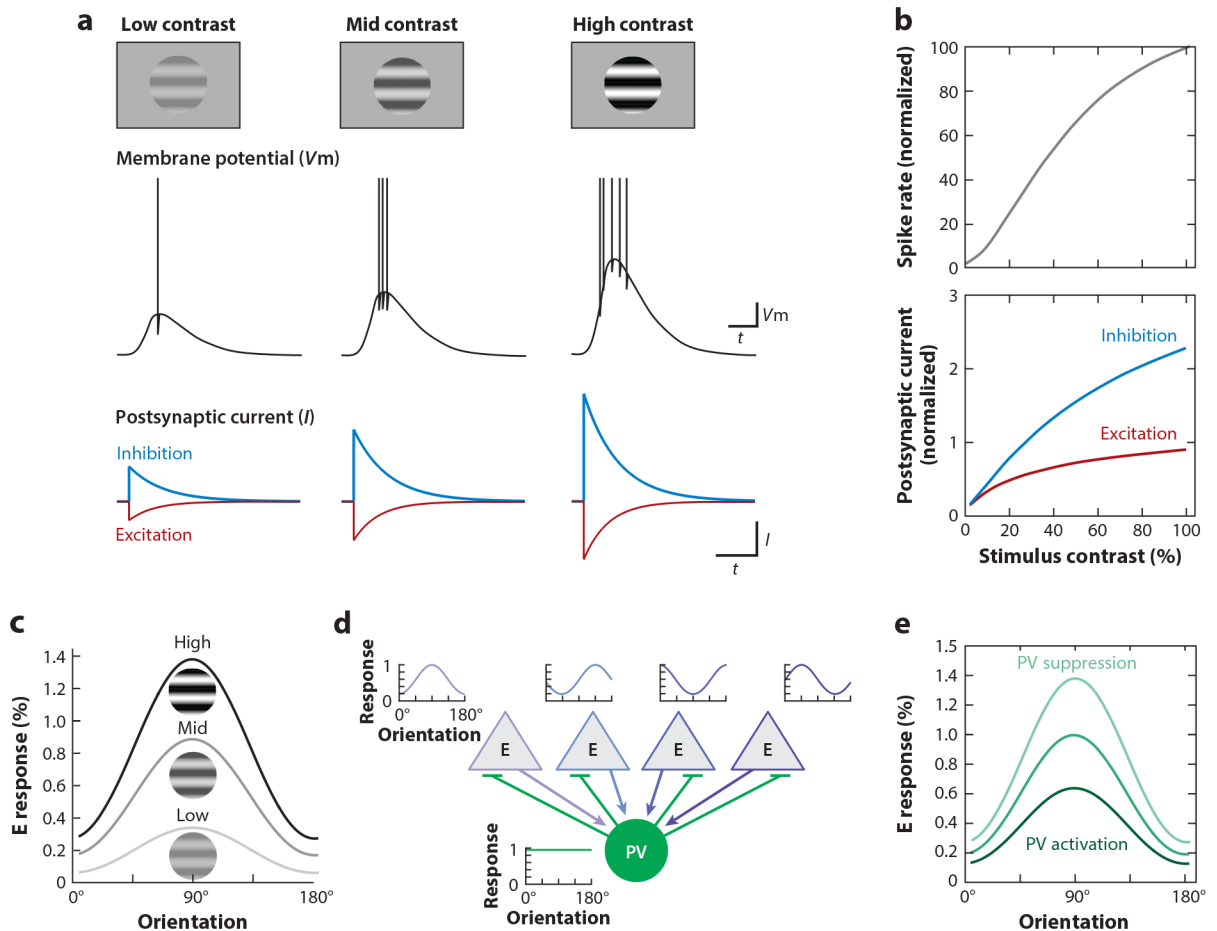 a
Low contrast
Mid contrast
High contrast
Membrane potential (Vm)
Vm
t
Postsynaptic current (I)
Inhibition
Excitation
I
t
b
Spike rate (normalized)
100
80
60
40
20
0
Postsynaptic current
(normalized)
3
2
1
0
Inhibition
Excitation
0 20 40 60 80 100
Stimulus contrast (%)
c
E response (%)
1.4
1.2
1.0
0.8
0.6
0.4
0.2
0
High
Mid
Low
0° 90° 180°
Orientation
d
Response
1
0
0° 180°
Orientation
E E E E
PV
Response
1
0
0° 180°
Orientation
e
E response (%)
1.5
1.4
1.2
1.0
0.8
0.6
0.4
0.2
0
PV suppression
PV activation
0° 90° 180°
Orientation